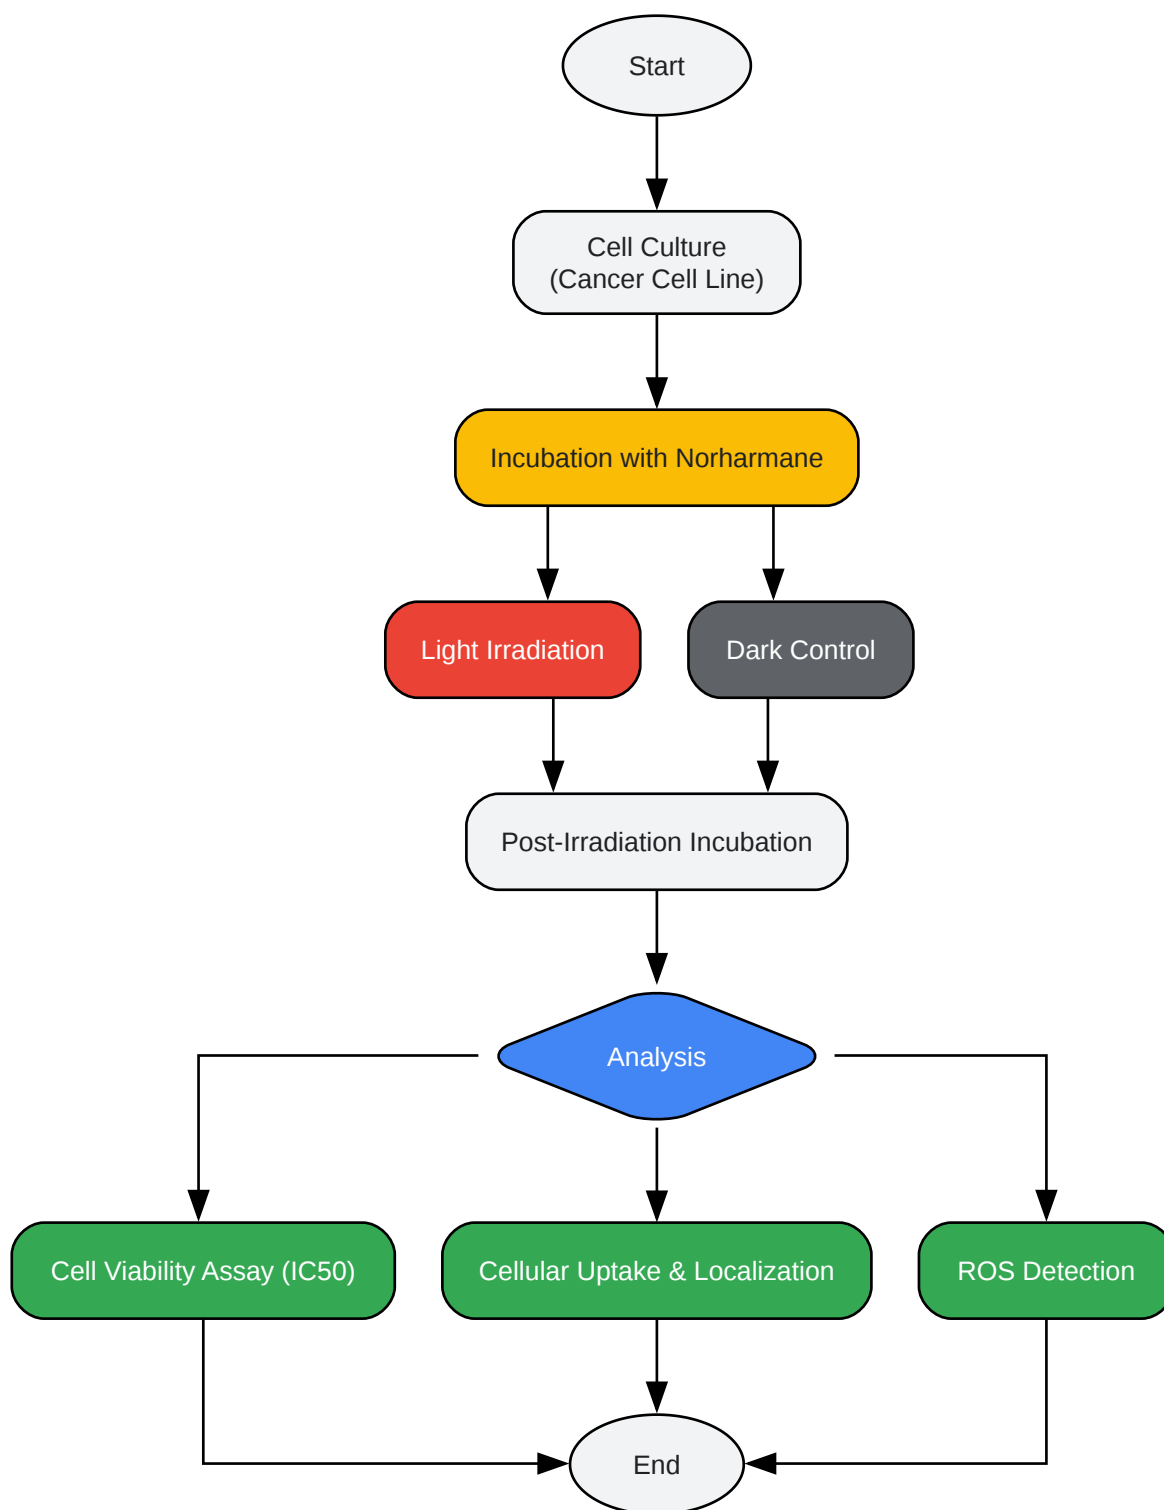 Start
Cell Culture
(Cancer Cell Line)
Incubation with Norharmane
Light Irradiation
Dark Control
Post-Irradiation Incubation
Analysis
Cell Viability Assay (IC50)
Cellular Uptake & Localization
ROS Detection
End